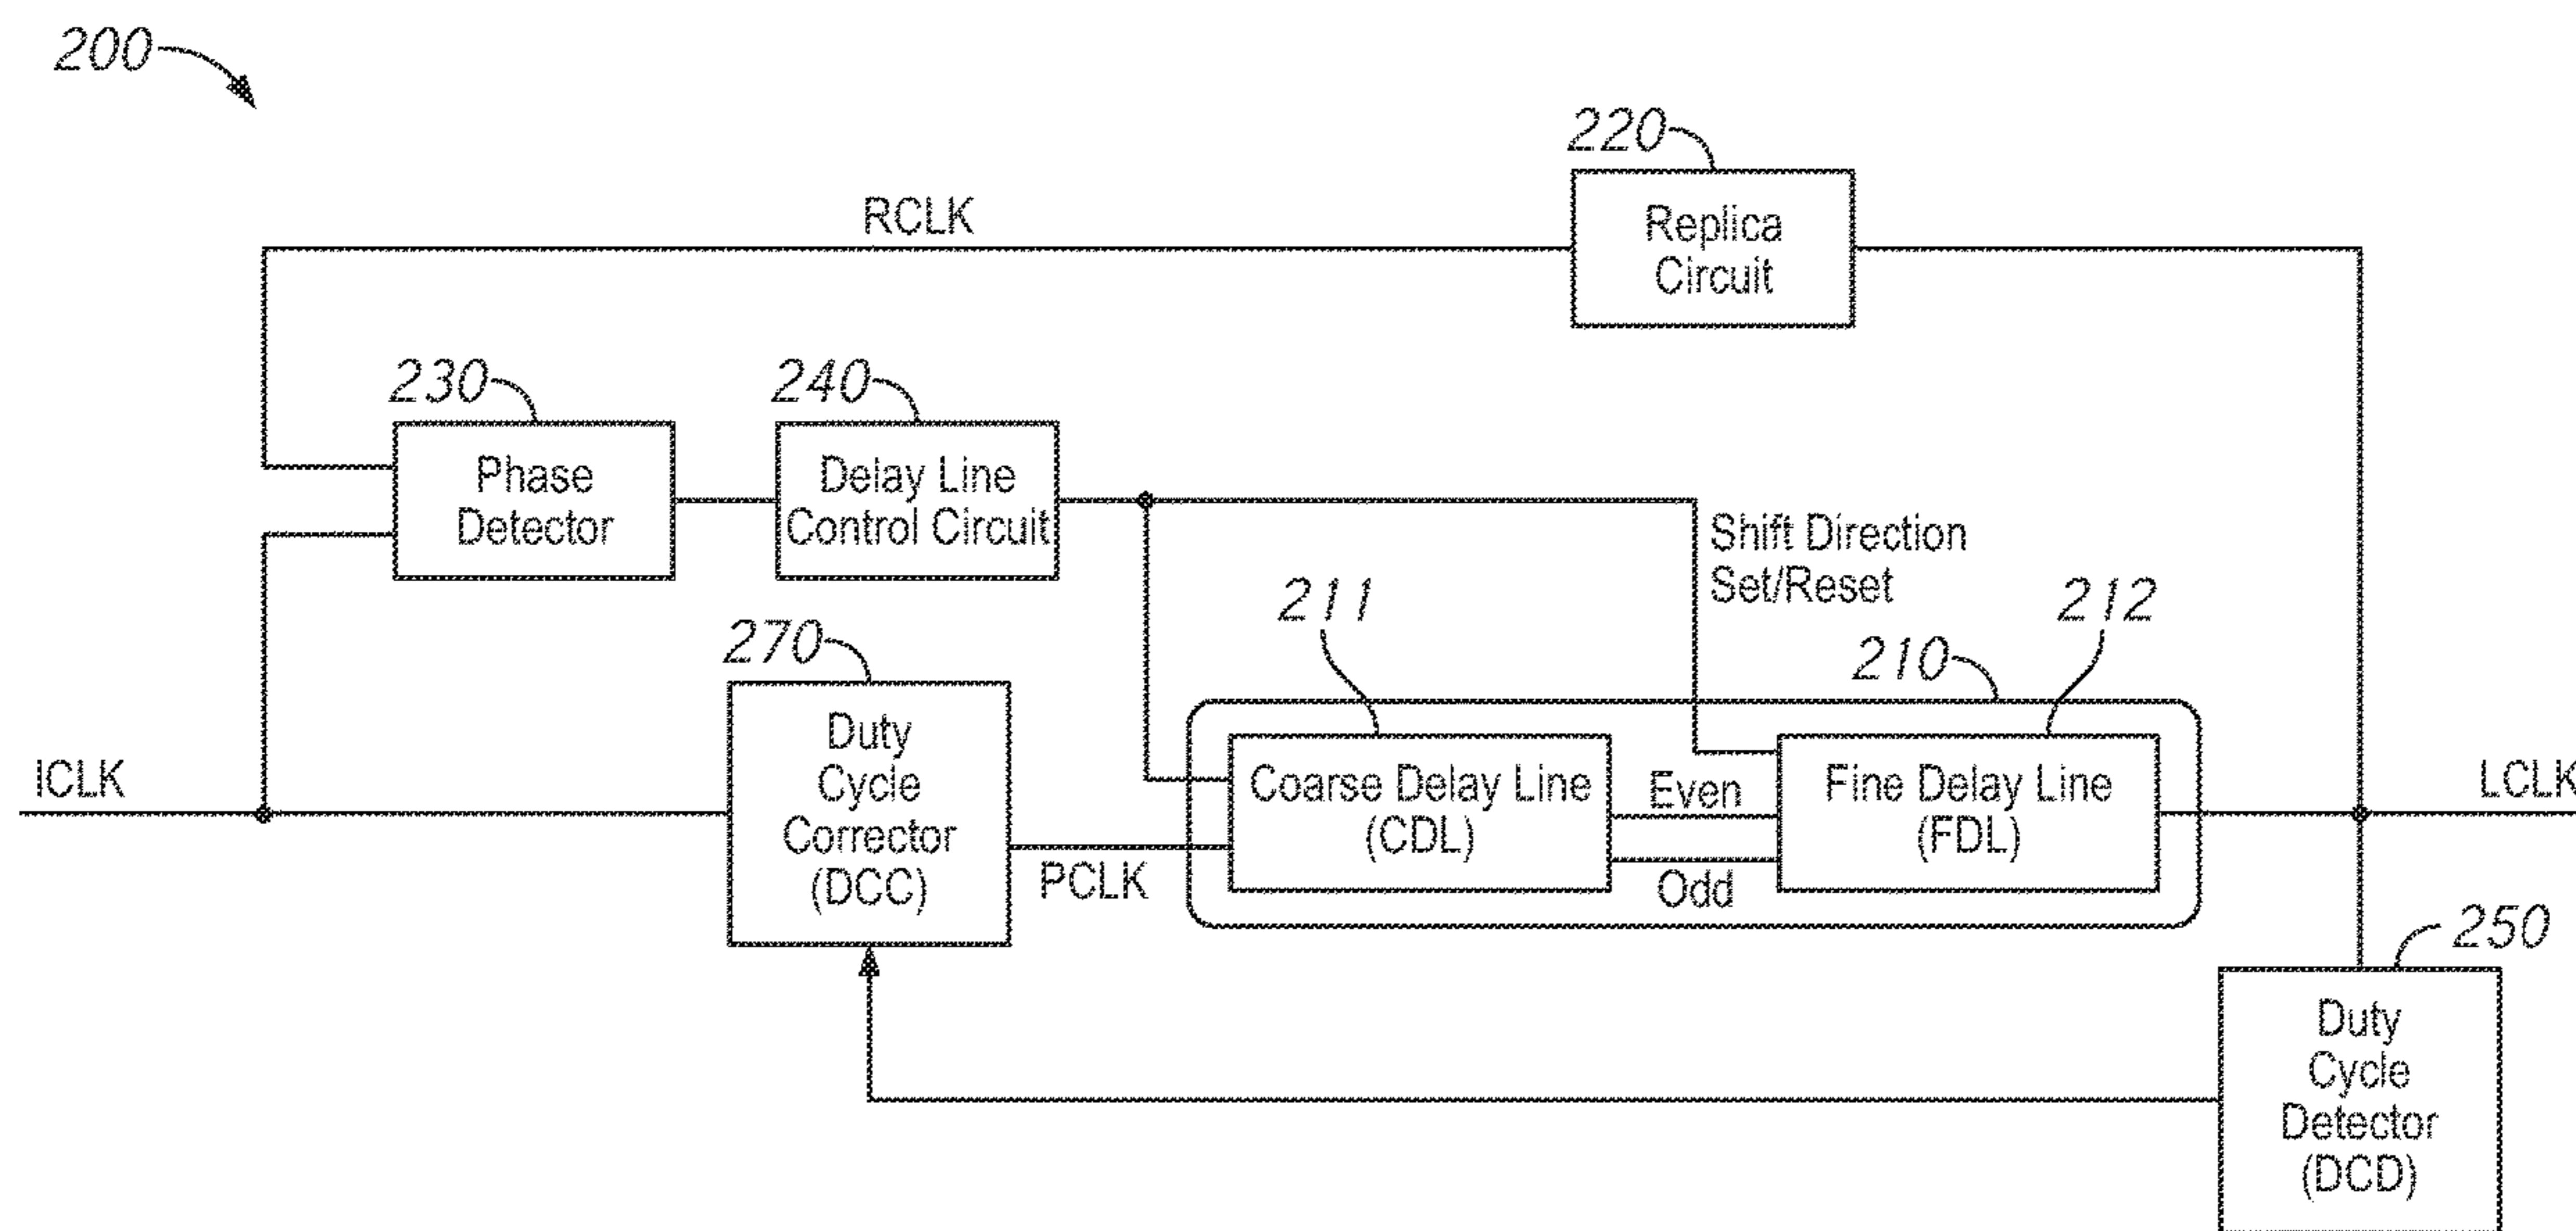 200
220
RCLK
Replica
Circuit
230
240
Phase
Detector
Delay Line
Control Circuit
Shift Direction
Set/Reset
211
212
270
210
ICLK
Duty
Cycle
Corrector
(DCC)
PCLK
Coarse Delay Line
(CDL)
Even
Odd
Fine Delay Line
(FDL)
LCLK
250
Duty
Cycle
Detector
(DCD)